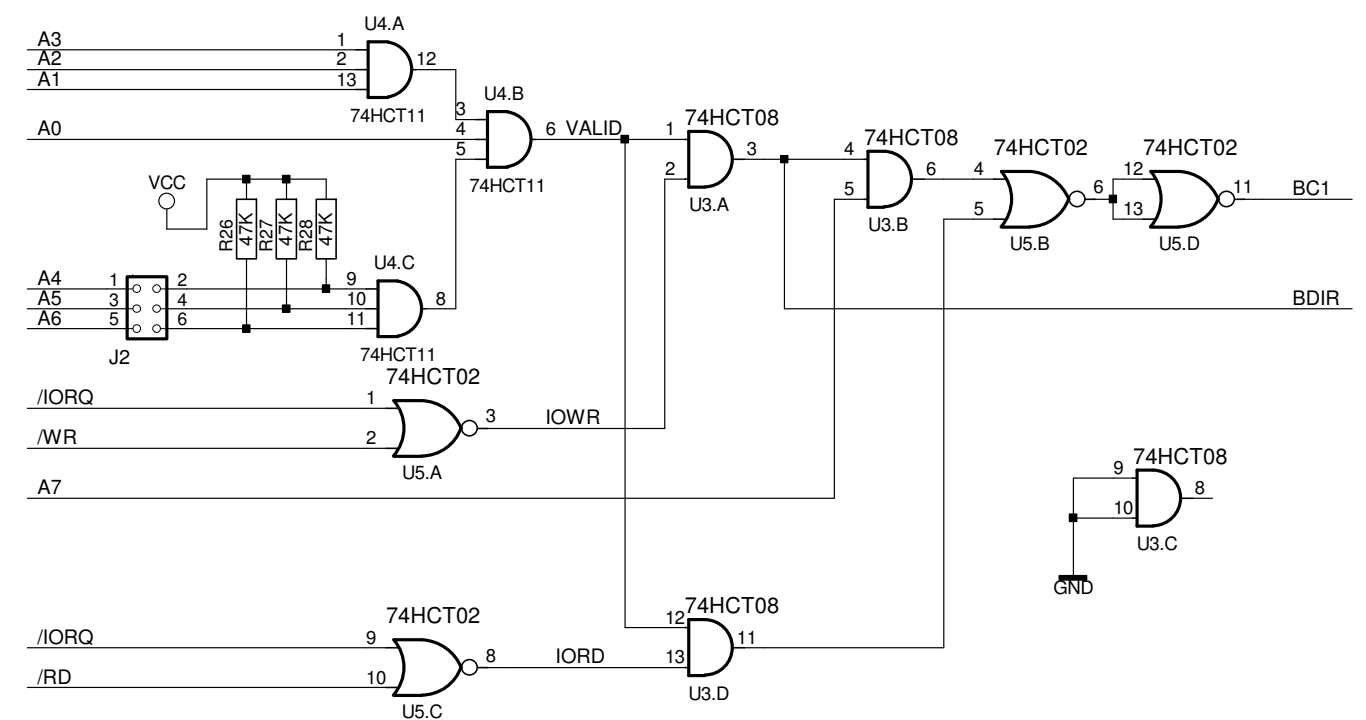 U4.A
A3 1
A2 2 12
A1 13
74HCT11
U4.B
3
A0 4 6 VALID
5
74HCT11
74HCT08
1 3
2
U3.A
74HCT08
4 6
5
U3.B
74HCT02
4 6
5
U5.B
74HCT02
12 11 BC1
13
U5.D
VCC
R26 47K R27 47K R28 47K
U4.C
A4 1 2 9
A5 3 4 10 8
A6 5 6 11
J2
74HCT11
BDIR
74HCT02
/IORQ 1
3 IOWR
/WR 2
U5.A
A7
74HCT08
9
8
10
U3.C
GND
74HCT02
/IORQ 9
8 IORD
/RD 10
U5.C
74HCT08
12
11
13
U3.D